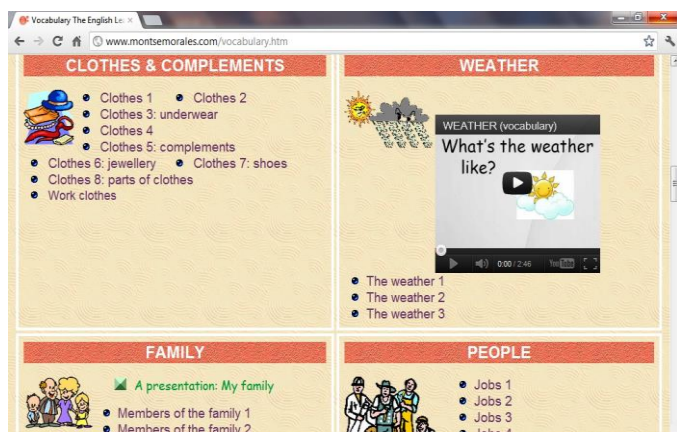 Vocabulary The English Le
www.montsemorales.com/vocabulary.htm
CLOTHES & COMPLEMENTS
Clothes 1 Clothes 2
Clothes 3: underwear
Clothes 4
Clothes 5: complements
Clothes 6: jewellery Clothes 7: shoes
Clothes 8: parts of clothes
Work clothes
WEATHER
WEATHER (vocabulary)
What's the weather
like?
0:00 / 2:46 YouTube
The weather 1
The weather 2
The weather 3
FAMILY
A presentation: My family
Members of the family 1
Members of the family 2
PEOPLE
Jobs 1
Jobs 2
Jobs 3
Jobs 4